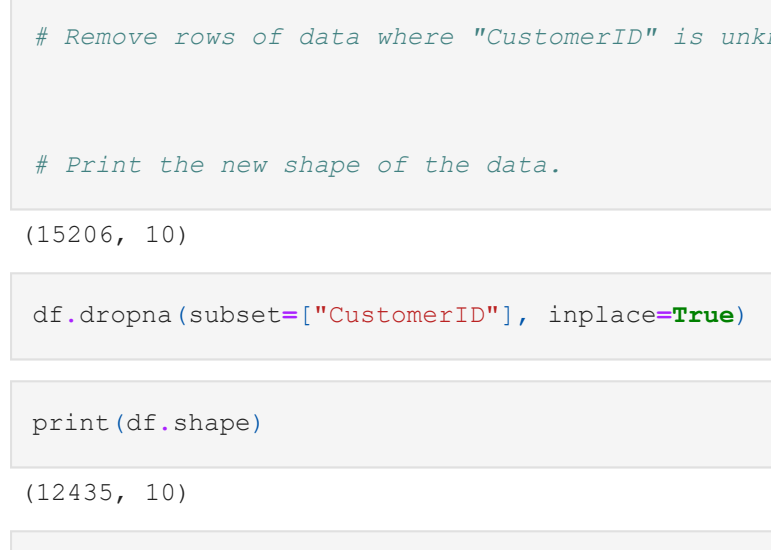 # Remove rows of data where "CustomerID" is
# Print the new shape of the data.
(15206, 10)
df.dropna(subset=["CustomerID"], inplace=True)
print(df.shape)
(12435, 10)